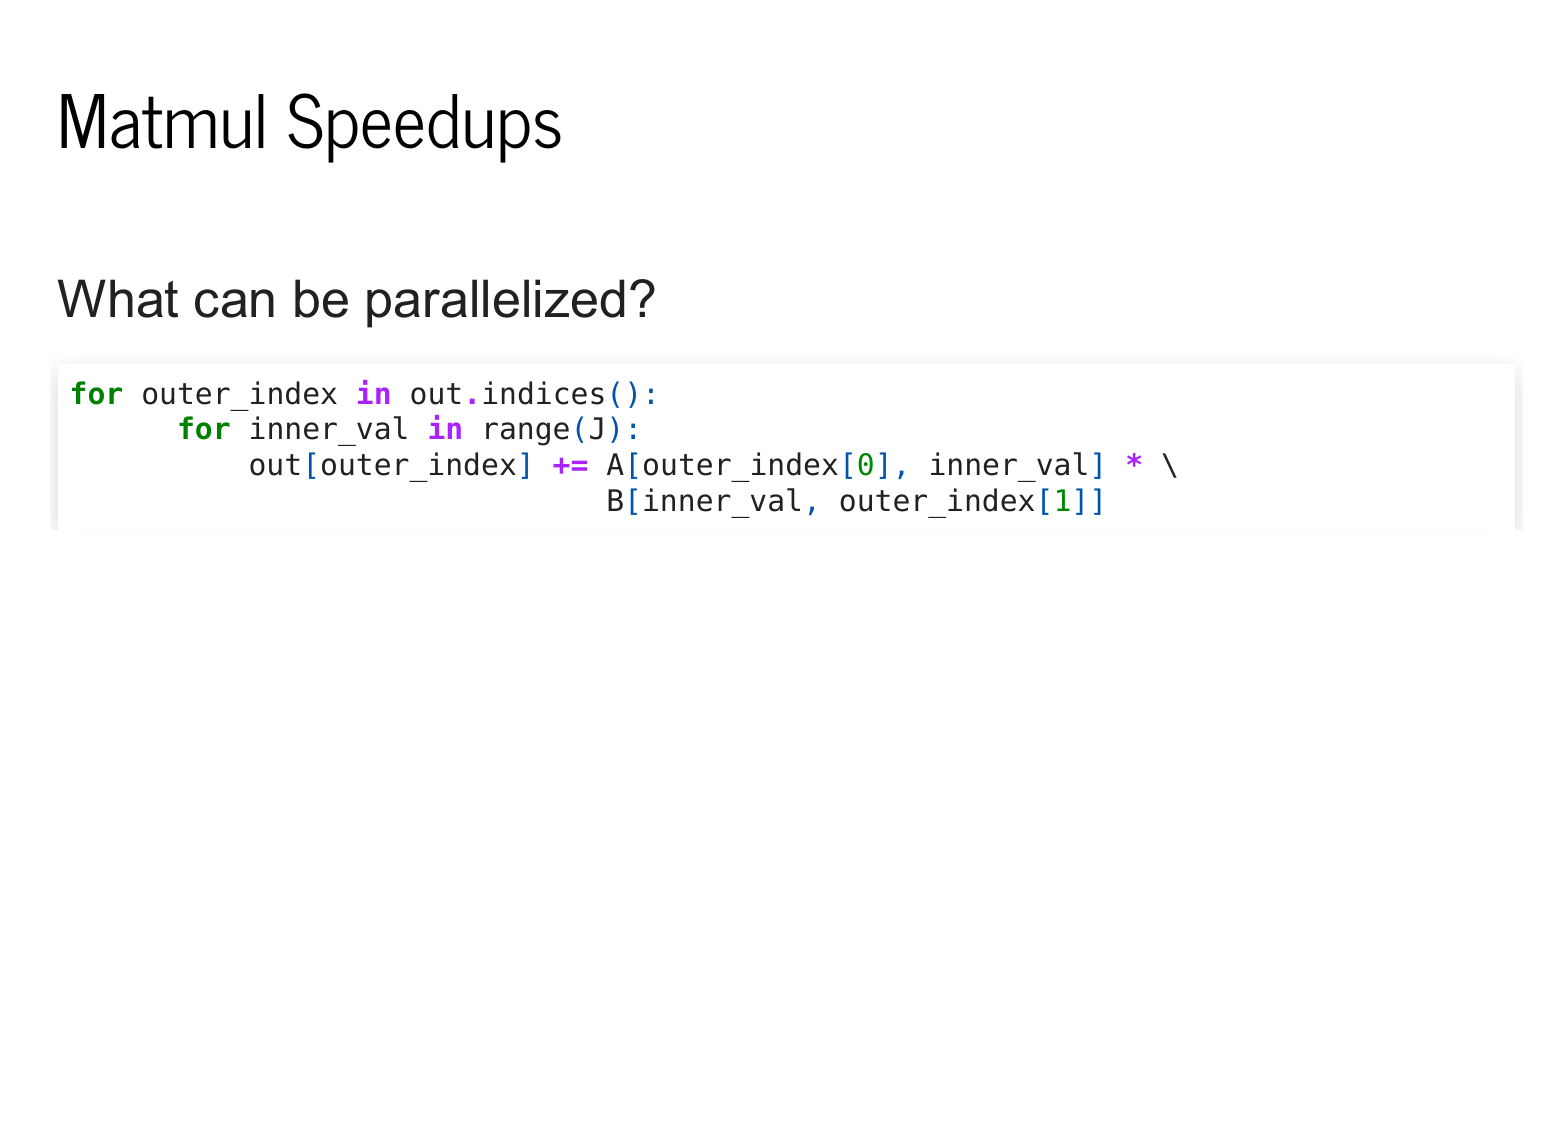 Matmul Speedups
What can be parallelized?
for outer_index in out.indices():
       for inner_val in range(J):
          out[outer_index] += A[outer_index[0], inner_val] * \
                              B[inner_val, outer_index[1]]